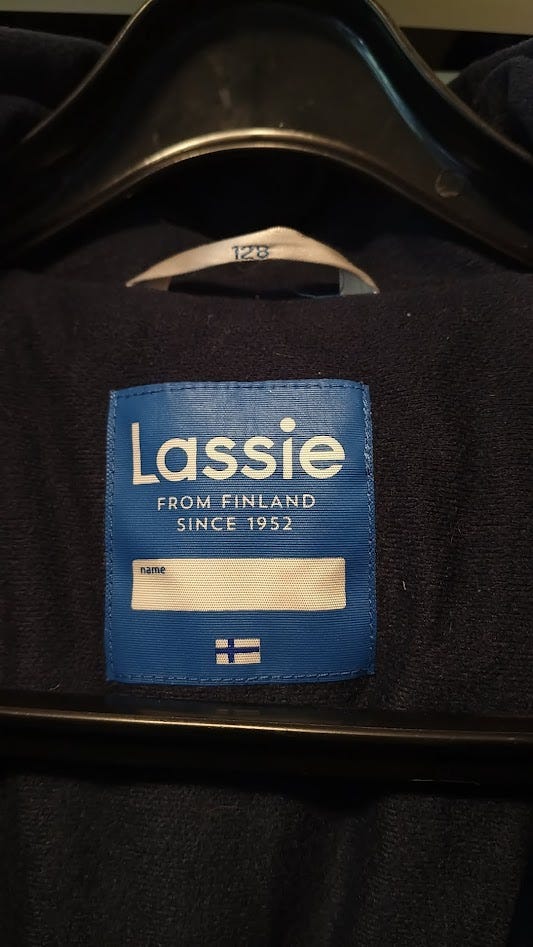 128
Lassie
FROM FINLAND
SINCE 1952
name